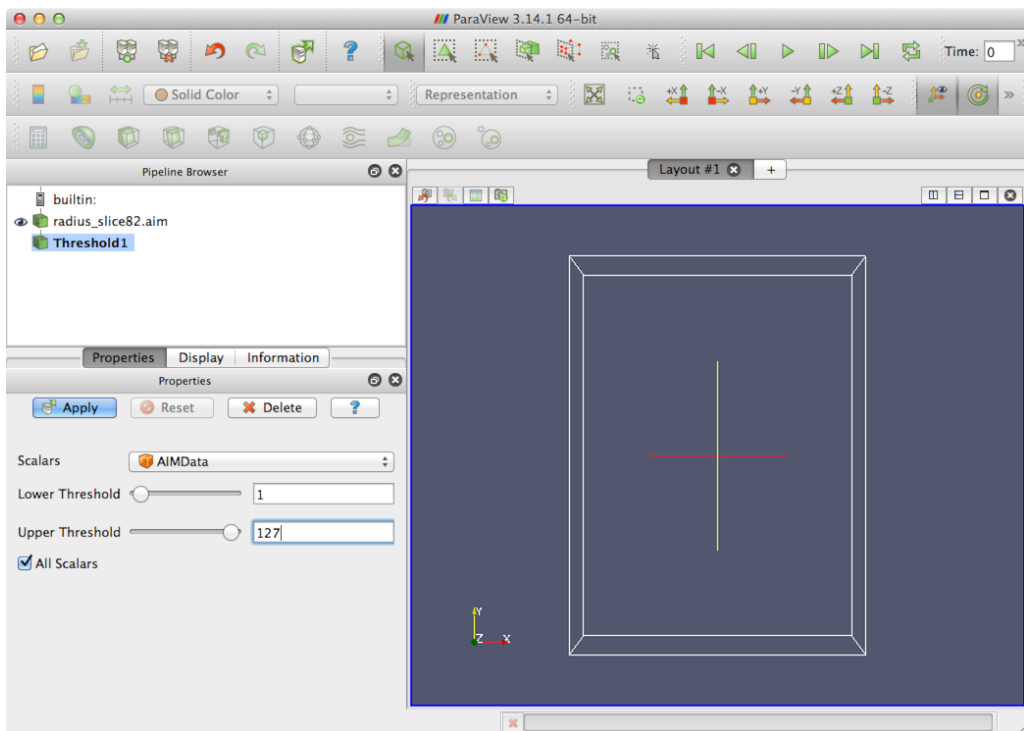 ParaView 3.14.1 64-bit
? Time: 0 »
Solid Color Representation +X -X +Y -Y +Z -Z »
Pipeline Browser
Layout #1 +
builtin:
radius_slice82.aim
Threshold1
Properties Display Information
Properties
Apply Reset Delete ?
Scalars AIMData
Lower Threshold 1
Upper Threshold 127
All Scalars
Y
Z X